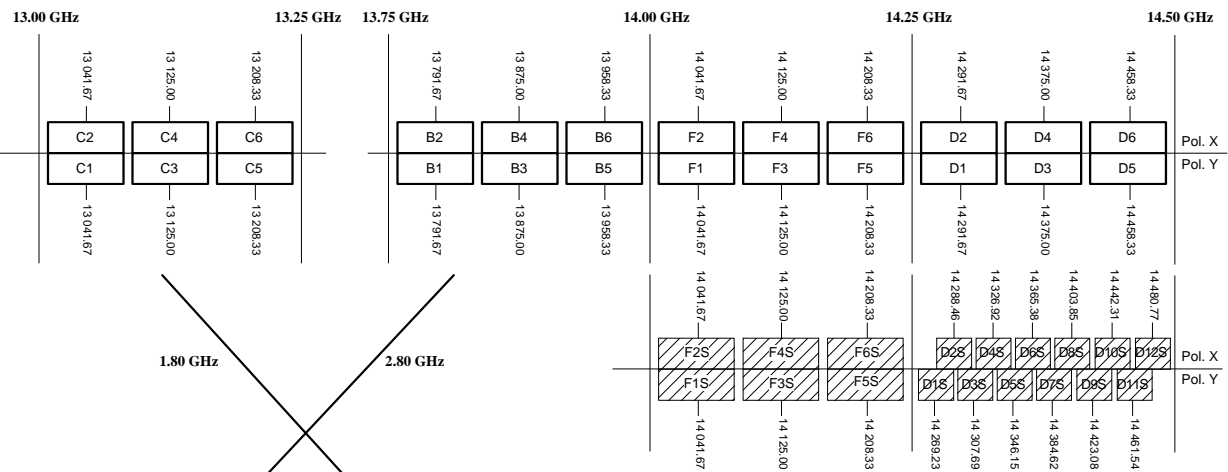 13.00 GHz 13.25 GHz 13.75 GHz 14.00 GHz 14.25 GHz 14.50 GHz
13 041.67 13 125.00 13 208.33 13 791.67 13 875.00 13 958.33 14 041.67 14 125.00 14 208.33 14 291.67 14 375.00 14 458.33
C2 C4 C6 B2 B4 B6 F2 F4 F6 D2 D4 D6 Pol. X
C1 C3 C5 B1 B3 B5 F1 F3 F5 D1 D3 D5 Pol. Y
13 041.67 13 125.00 13 208.33 13 791.67 13 875.00 13 958.33 14 041.67 14 125.00 14 208.33 14 291.67 14 375.00 14 458.33
14 041.67 14 125.00 14 208.33 14 288.46 14 326.92 14 365.38 14 403.85 14 442.31 14 480.77
1.80 GHz 2.80 GHz
F2S F4S F6S D2S D4S D6S D8S D10S D12S Pol. X
F1S F3S F5S D1S D3S D5S D7S D9S D11S Pol. Y
14 041.67 14 125.00 14 208.33 14 269.23 14 307.69 14 346.15 14 384.62 14 423.08 14 461.54